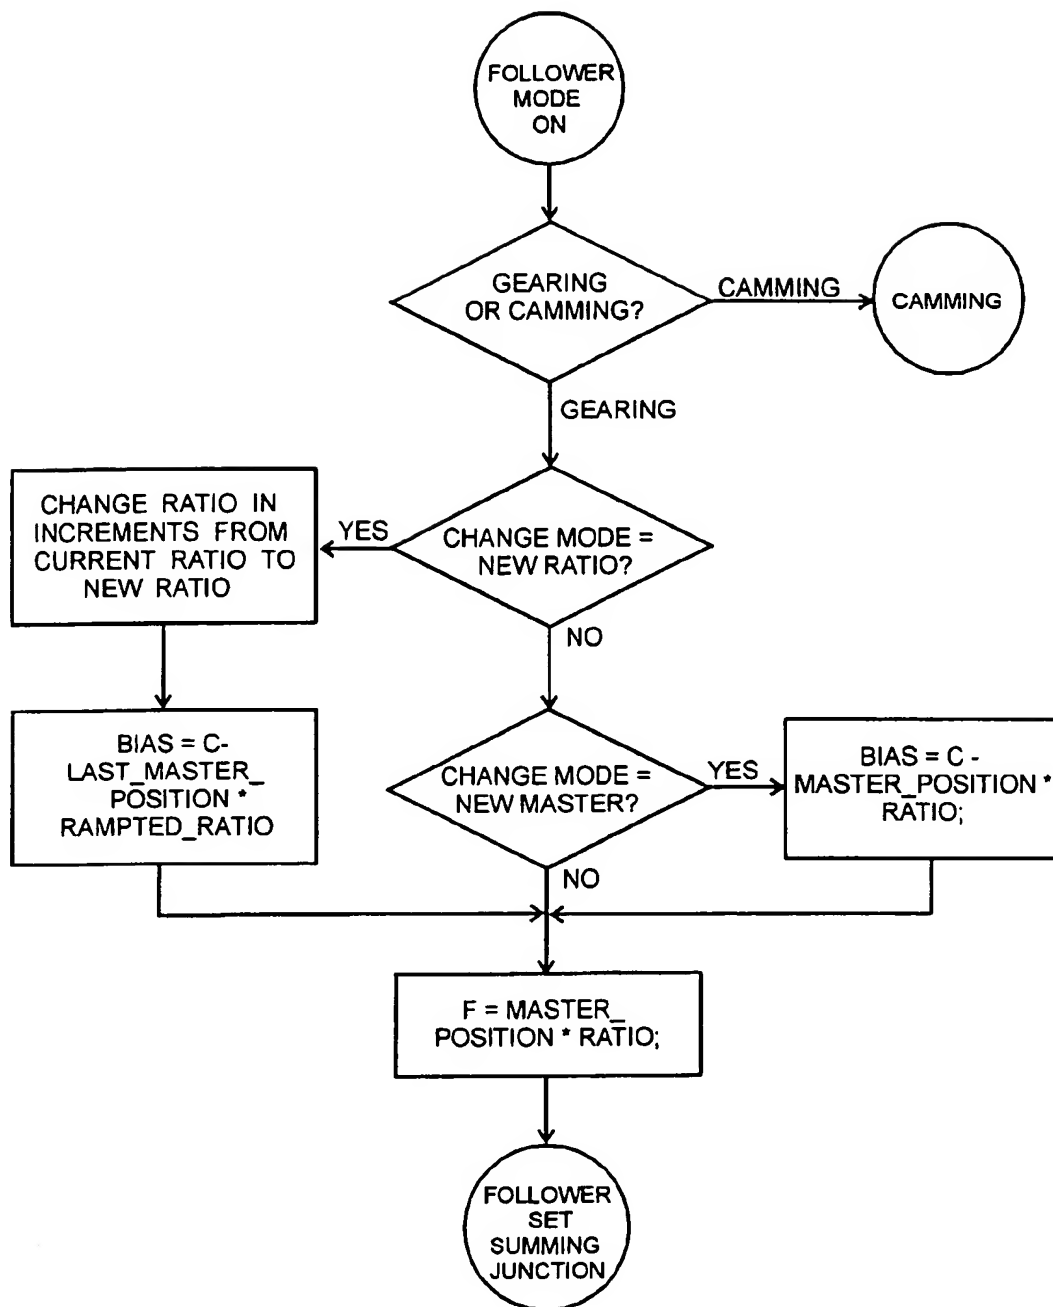 FOLLOWER
MODE
ON
GEARING
OR CAMMING?
CAMMING
CAMMING
GEARING
CHANGE RATIO IN
INCREMENTS FROM
CURRENT RATIO TO
NEW RATIO
YES
CHANGE MODE =
NEW RATIO?
NO
BIAS = C-
LAST_MASTER_
POSITION *
RAMPTED_RATIO
CHANGE MODE =
NEW MASTER?
YES
BIAS = C -
MASTER_POSITION *
RATIO;
NO
F = MASTER_
POSITION * RATIO;
FOLLOWER
SET
SUMMING
JUNCTION